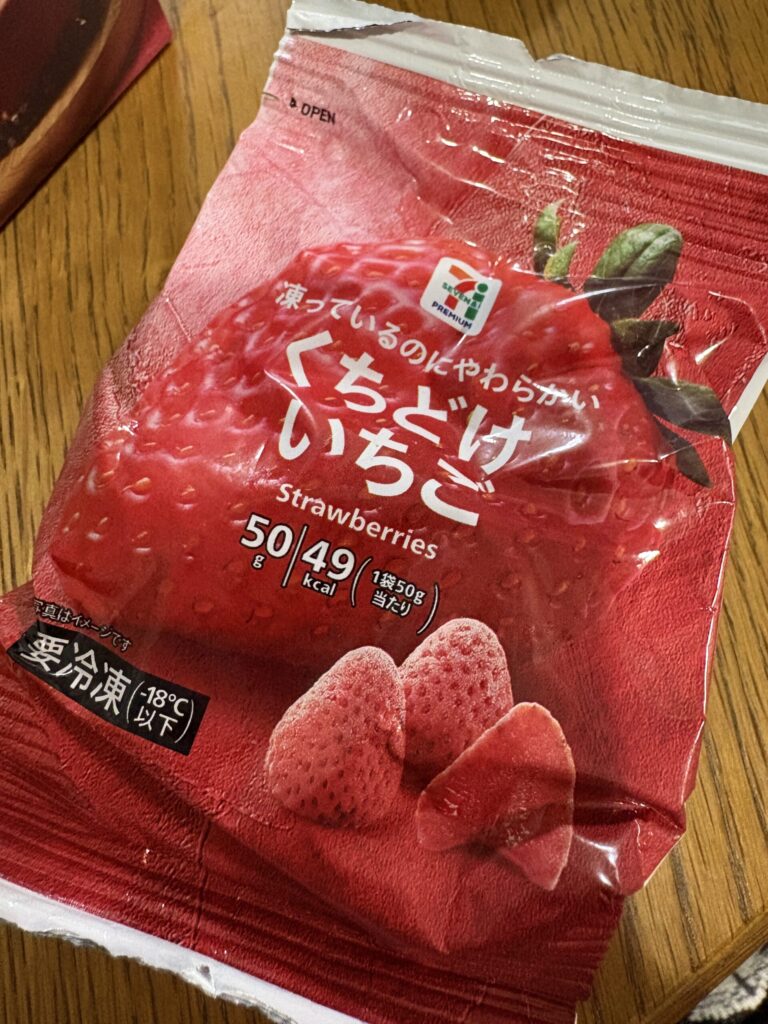 OPEN
7i
SEVEN&i
PREMIUM
凍っているのにやわらかい
くちどけ
いちご
Strawberries
50g 49kcal (1袋50g当たり)
写真はイメージです
要冷凍(-18℃以下)